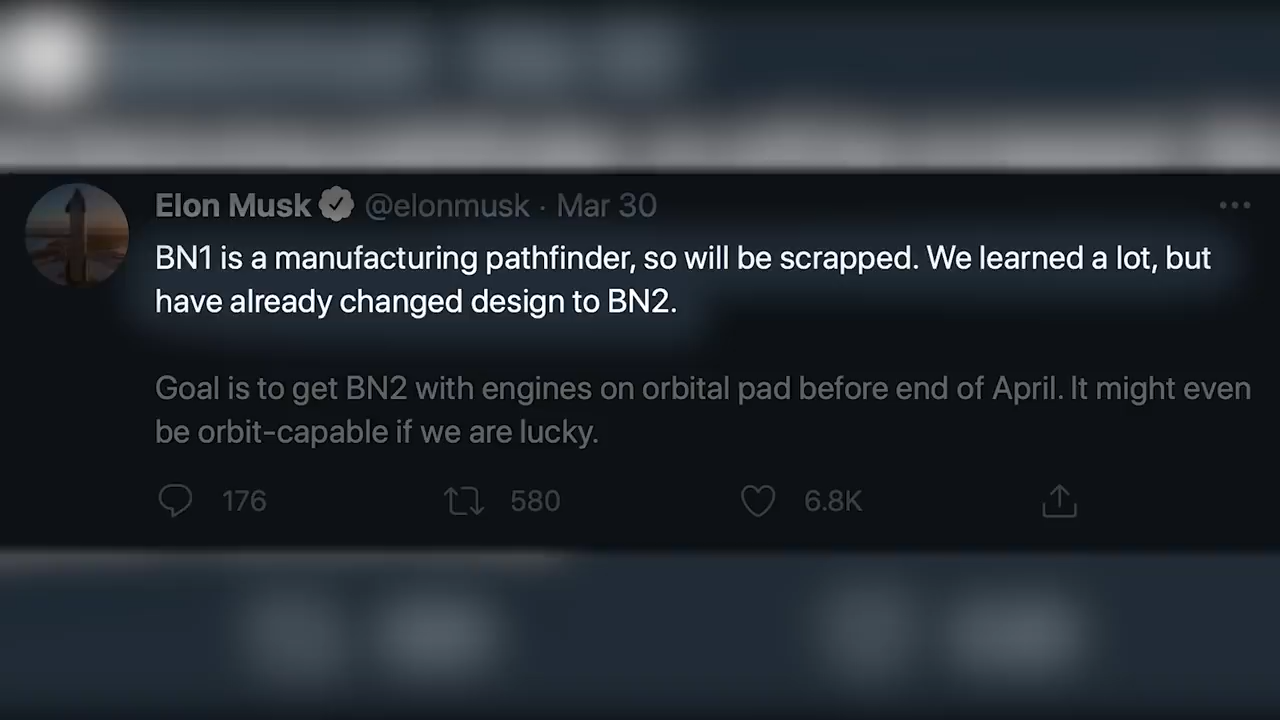 Elon Musk @elonmusk · Mar 30
BN1 is a manufacturing pathfinder, so will be scrapped. We learned a lot, but
have already changed design to BN2.
Goal is to get BN2 with engines on orbital pad before end of April. It might even
be orbit-capable if we are lucky.
176 580 6.8K